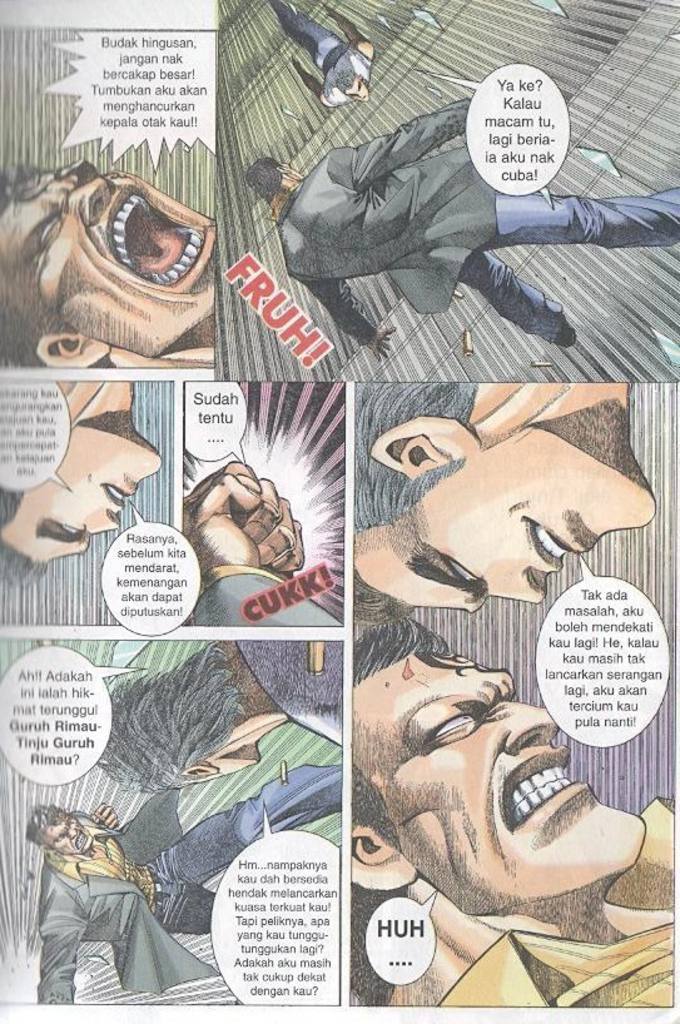 Budak hingusan,
jangan nak
bercakap besar!
Tumbukan aku akan
menghancurkan
kepala otak kau!!
Ya ke?
Kalau
macam tu,
lagi beria-
ia aku nak
cuba!
FRUH!
kau
kau,
pula
kelajuan
aku.
Rasanya,
sebelum kita
mendarat,
kemenangan
akan dapat
diputuskan!
Sudah
tentu
....
CUKK!
Tak ada
masalah, aku
boleh mendekati
kau lagi! He, kalau
kau masih tak
lancarkan serangan
lagi, aku akan
tercium kau
pula nanti!
HUH
....
Ah!! Adakah
ini ialah hik-
mat terunggul
Guruh Rimau-
Tinju Guruh
Rimau?
Hm...nampaknya
kau dah bersedia
hendak melancarkan
kuasa terkuat kau!
Tapi peliknya, apa
yang kau tunggu-
tunggukan lagi?
Adakah aku masih
tak cukup dekat
dengan kau?